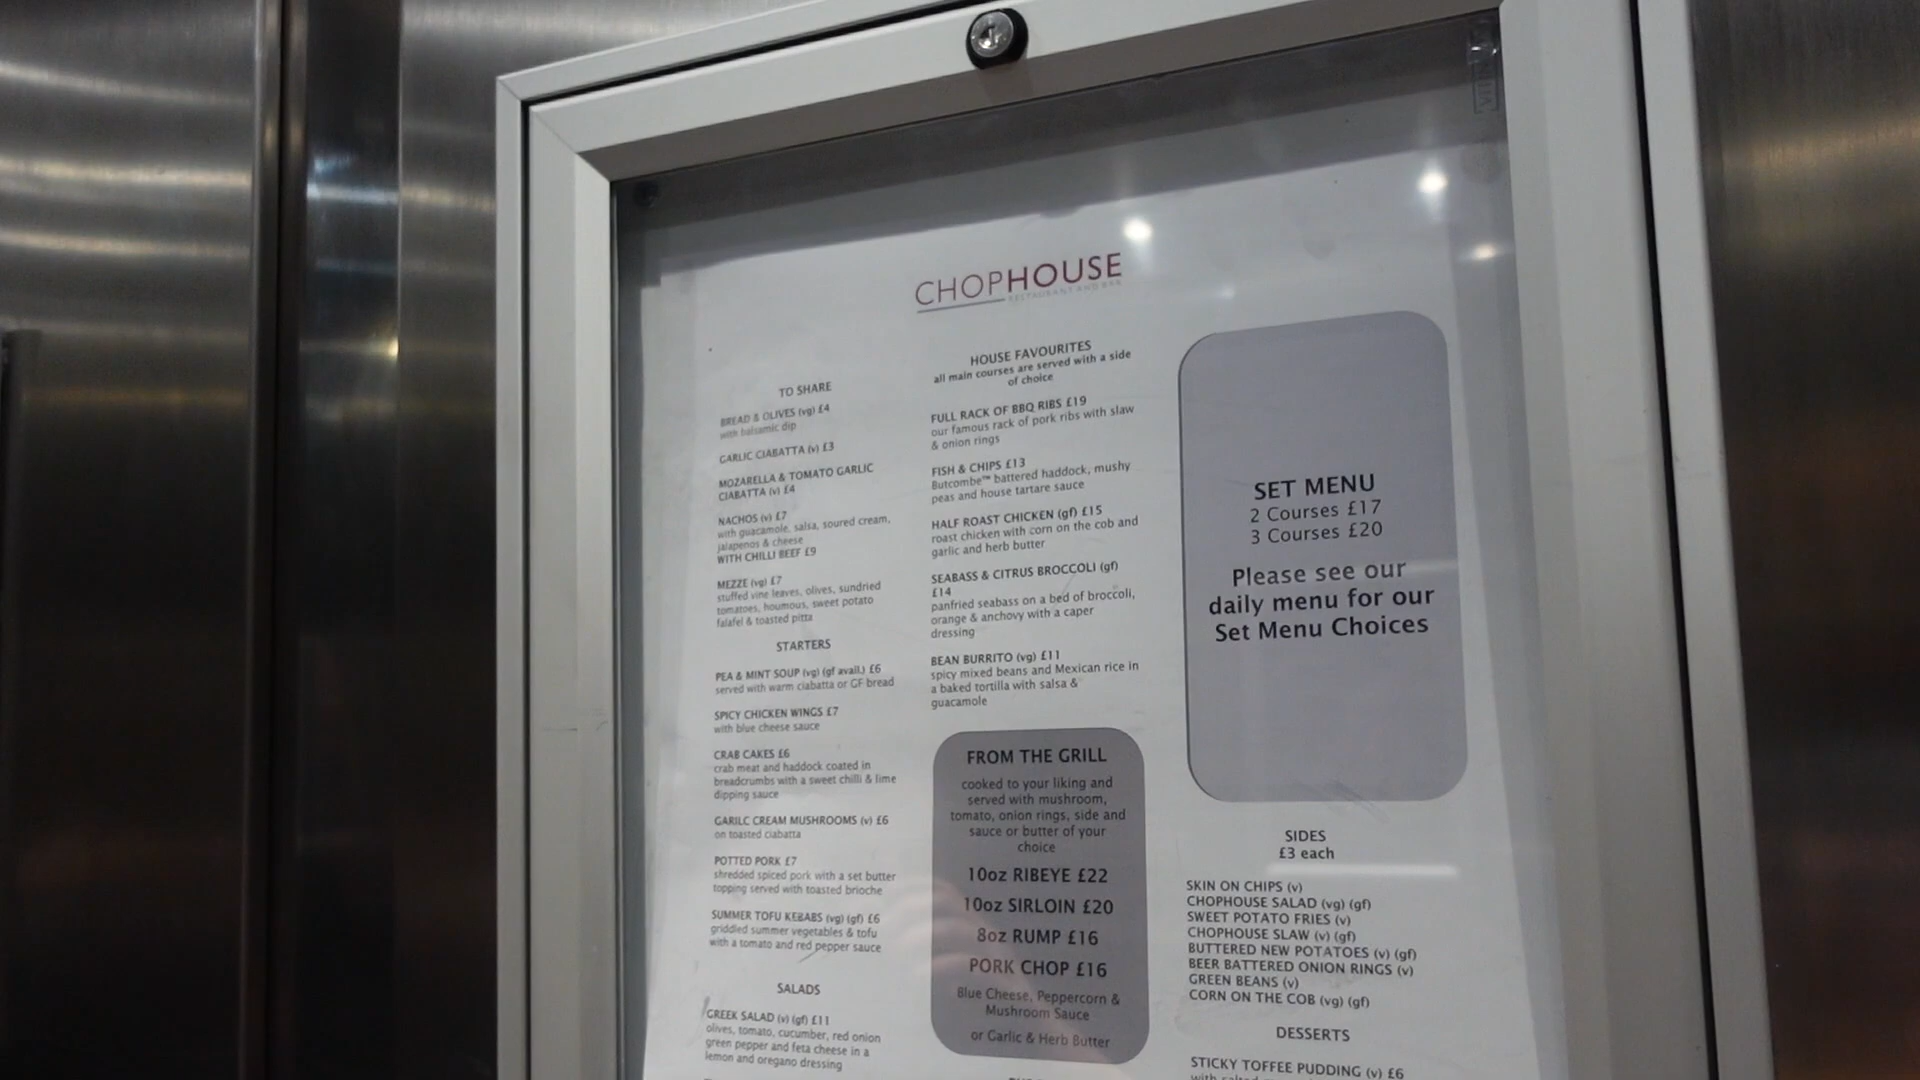 CHOPHOUSE
RESTAURANT AND BAR
TO SHARE
BREAD & OLIVES (vg) £4
with balsamic dip
GARLIC CIABATTA (v) £3
MOZARELLA & TOMATO GARLIC
CIABATTA (v) £4
NACHOS (v) £7
with guacamole, salsa, soured cream,
jalapenos & cheese
WITH CHILLI BEEF £9
MEZZE (vg) £7
stuffed vine leaves, olives, sundried
tomatoes, houmous, sweet potato
falafel & toasted pitta
STARTERS
PEA & MINT SOUP (vg) (gf avail.) £6
served with warm ciabatta or GF bread
SPICY CHICKEN WINGS £7
with blue cheese sauce
CRAB CAKES £6
crab meat and haddock coated in
breadcrumbs with a sweet chilli & lime
dipping sauce
GARILC CREAM MUSHROOMS (v) £6
on toasted ciabatta
POTTED PORK £7
shredded spiced pork with a set butter
topping served with toasted brioche
SUMMER TOFU KEBABS (vg) (gf) £6
griddled summer vegetables & tofu
with a tomato and red pepper sauce
SALADS
GREEK SALAD (v) (gf) £11
olives, tomato, cucumber, red onion
green pepper and feta cheese in a
lemon and oregano dressing
HOUSE FAVOURITES
all main courses are served with a side
of choice
FULL RACK OF BBQ RIBS £19
our famous rack of pork ribs with slaw
& onion rings
FISH & CHIPS £13
Butcombe™ battered haddock, mushy
peas and house tartare sauce
HALF ROAST CHICKEN (gf) £15
roast chicken with corn on the cob and
garlic and herb butter
SEABASS & CITRUS BROCCOLI (gf)
£14
panfried seabass on a bed of broccoli,
orange & anchovy with a caper
dressing
BEAN BURRITO (vg) £11
spicy mixed beans and Mexican rice in
a baked tortilla with salsa &
guacamole
FROM THE GRILL
cooked to your liking and
served with mushroom,
tomato, onion rings, side and
sauce or butter of your
choice
10oz RIBEYE £22
10oz SIRLOIN £20
8oz RUMP £16
PORK CHOP £16
Blue Cheese, Peppercorn &
Mushroom Sauce
or Garlic & Herb Butter
SET MENU
2 Courses £17
3 Courses £20
Please see our
daily menu for our
Set Menu Choices
SIDES
£3 each
SKIN ON CHIPS (v)
CHOPHOUSE SALAD (vg) (gf)
SWEET POTATO FRIES (v)
CHOPHOUSE SLAW (v) (gf)
BUTTERED NEW POTATOES (v) (gf)
BEER BATTERED ONION RINGS (v)
GREEN BEANS (v)
CORN ON THE COB (vg) (gf)
DESSERTS
STICKY TOFFEE PUDDING (v) £6